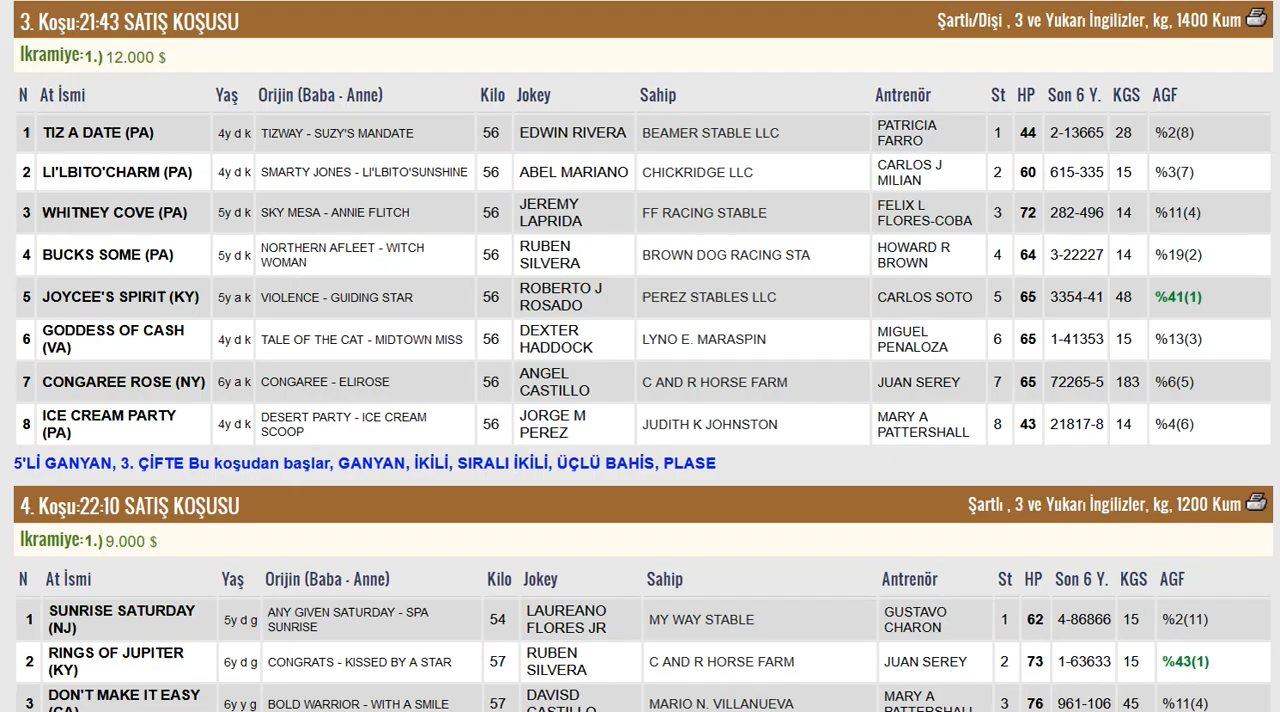 3. Koşu:21:43 SATIŞ KOŞUSU Şartlı/Dişi , 3 ve Yukarı İngilizler, kg, 1400 Kum
İkramiye:1.) 12.000 $
N At İsmi Yaş Orijin (Baba - Anne) Kilo Jokey Sahip Antrenör St HP Son 6 Y. KGS AGF
1 TIZ A DATE (PA) 4y d k TIZWAY - SUZY'S MANDATE 56 EDWIN RIVERA BEAMER STABLE LLC PATRICIA FARRO 1 44 2-13665 28 %2(8)
2 LI'LBITO'CHARM (PA) 4y d k SMARTY JONES - LI'LBITO'SUNSHINE 56 ABEL MARIANO CHICKRIDGE LLC CARLOS J MILIAN 2 60 615-335 15 %3(7)
3 WHITNEY COVE (PA) 5y d k SKY MESA - ANNIE FLITCH 56 JEREMY LAPRIDA FF RACING STABLE FELIX L FLORES-COBA 3 72 282-496 14 %11(4)
4 BUCKS SOME (PA) 5y d k NORTHERN AFLEET - WITCH WOMAN 56 RUBEN SILVERA BROWN DOG RACING STA HOWARD R BROWN 4 64 3-22227 14 %19(2)
5 JOYCEE'S SPIRIT (KY) 5y a k VIOLENCE - GUIDING STAR 56 ROBERTO J ROSADO PEREZ STABLES LLC CARLOS SOTO 5 65 3354-41 48 %41(1)
6 GODDESS OF CASH (VA) 4y d k TALE OF THE CAT - MIDTOWN MISS 56 DEXTER HADDOCK LYNO E. MARASPIN MIGUEL PENALOZA 6 65 1-41353 15 %13(3)
7 CONGAREE ROSE (NY) 6y a k CONGAREE - ELIROSE 56 ANGEL CASTILLO C AND R HORSE FARM JUAN SEREY 7 65 72265-5 183 %6(5)
8 ICE CREAM PARTY (PA) 4y d k DESERT PARTY - ICE CREAM SCOOP 56 JORGE M PEREZ JUDITH K JOHNSTON MARY A PATTERSHALL 8 43 21817-8 14 %4(6)
5'Lİ GANYAN, 3. ÇİFTE Bu koşudan başlar, GANYAN, İKİLİ, SIRALI İKİLİ, ÜÇLÜ BAHİS, PLASE
4. Koşu:22:10 SATIŞ KOŞUSU Şartlı , 3 ve Yukarı İngilizler, kg, 1200 Kum
İkramiye:1.) 9.000 $
N At İsmi Yaş Orijin (Baba - Anne) Kilo Jokey Sahip Antrenör St HP Son 6 Y. KGS AGF
1 SUNRISE SATURDAY (NJ) 5y d g ANY GIVEN SATURDAY - SPA SUNRISE 54 LAUREANO FLORES JR MY WAY STABLE GUSTAVO CHARON 1 62 4-86866 15 %2(11)
2 RINGS OF JUPITER (KY) 6y d g CONGRATS - KISSED BY A STAR 57 RUBEN SILVERA C AND R HORSE FARM JUAN SEREY 2 73 1-63633 15 %43(1)
3 DON'T MAKE IT EASY (CA) 6y y g BOLD WARRIOR - WITH A SMILE 57 DAVISD CASTILLO MARIO N. VILLANUEVA MARY A PATTERSHALL 3 76 961-106 45 %11(4)